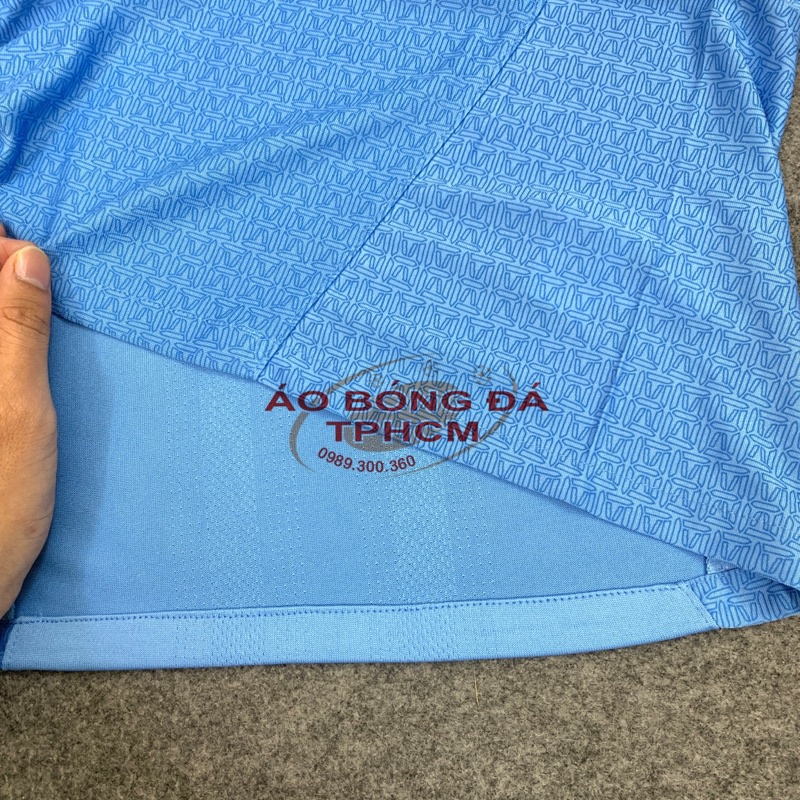 ÁO BÓNG ĐÁ
TPHCM
0989.300.360